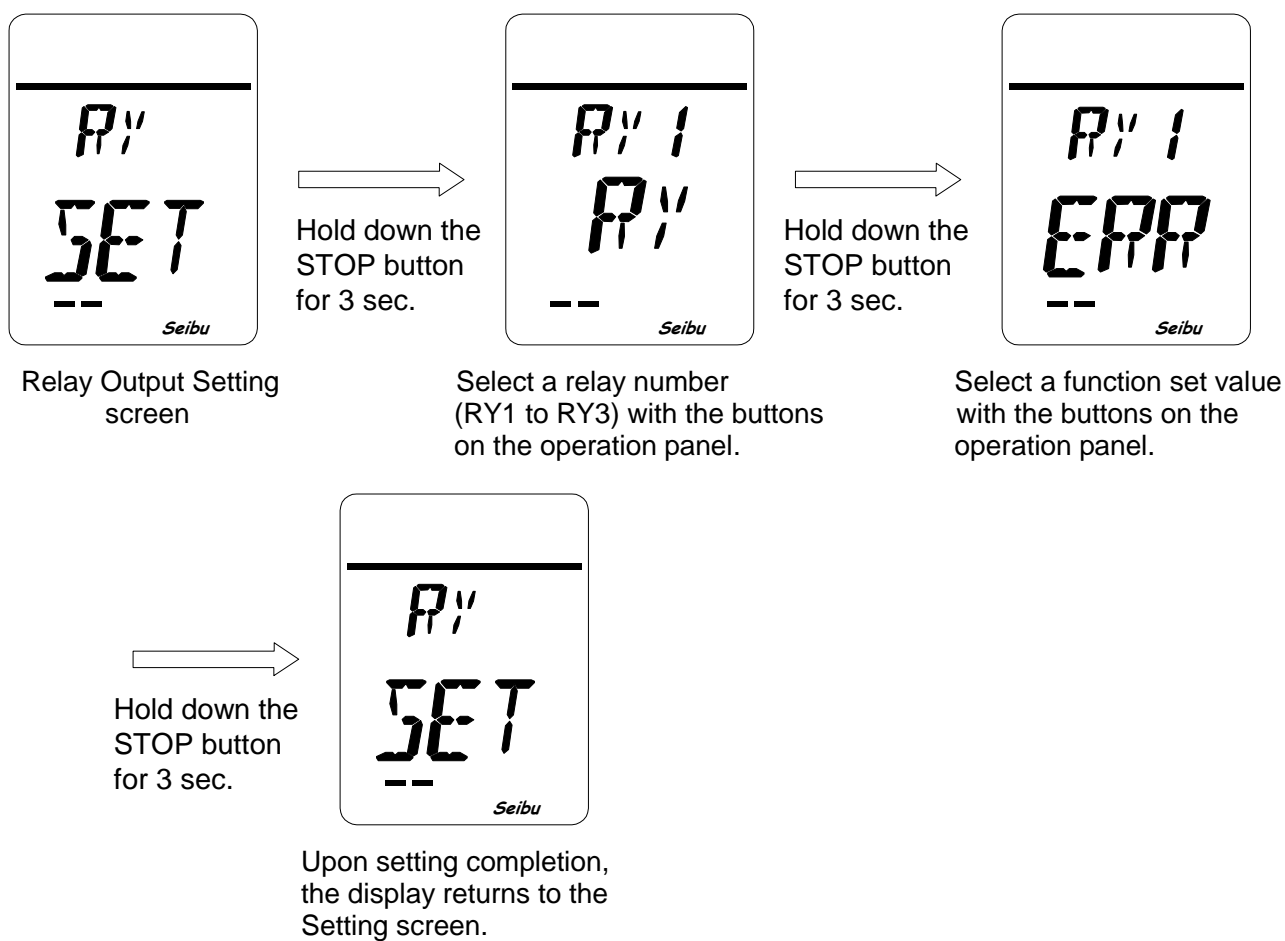 RY
SET
Seibu
Relay Output Setting
screen
Hold down the
STOP button
for 3 sec.
RY1
RY
Seibu
Select a relay number
(RY1 to RY3) with the buttons
on the operation panel.
Hold down the
STOP button
for 3 sec.
RY1
ERR
Seibu
Select a function set value
with the buttons on the
operation panel.
Hold down the
STOP button
for 3 sec.
RY
SET
Seibu
Upon setting completion,
the display returns to the
Setting screen.